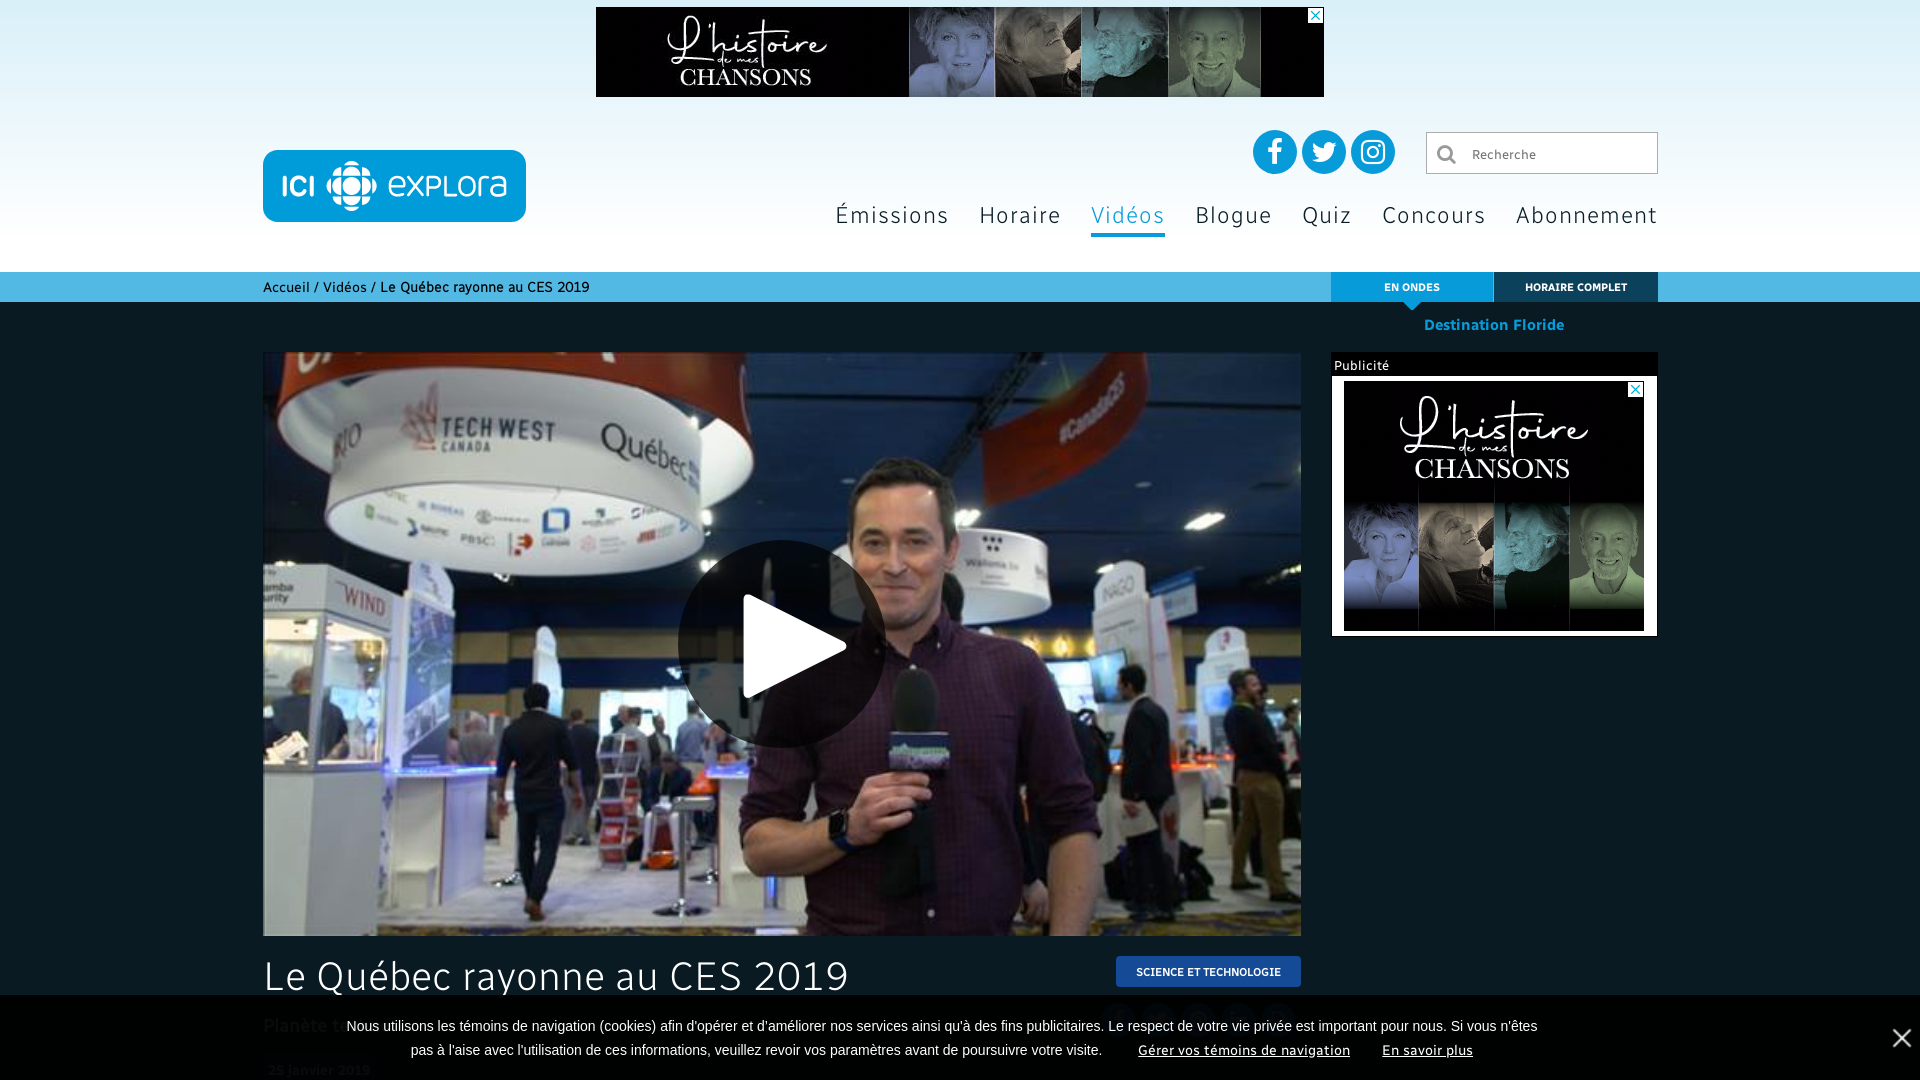 L'histoire
de mes
CHANSONS
ICI explora
Recherche
Émissions Horaire Vidéos Blogue Quiz Concours Abonnement
Accueil / Vidéos / Le Québec rayonne au CES 2019
EN ONDES
HORAIRE COMPLET
Destination Floride
TECH WEST
CANADA
Québec
#CanadaCES
WIND
Publicité
L'histoire
de mes
CHANSONS
Le Québec rayonne au CES 2019
SCIENCE ET TECHNOLOGIE
Nous utilisons les témoins de navigation (cookies) afin d'opérer et d’améliorer nos services ainsi qu'à des fins publicitaires. Le respect de votre vie privée est important pour nous. Si vous n'êtes
pas à l'aise avec l'utilisation de ces informations, veuillez revoir vos paramètres avant de poursuivre votre visite. Gérer vos témoins de navigation En savoir plus
25 janvier 2019